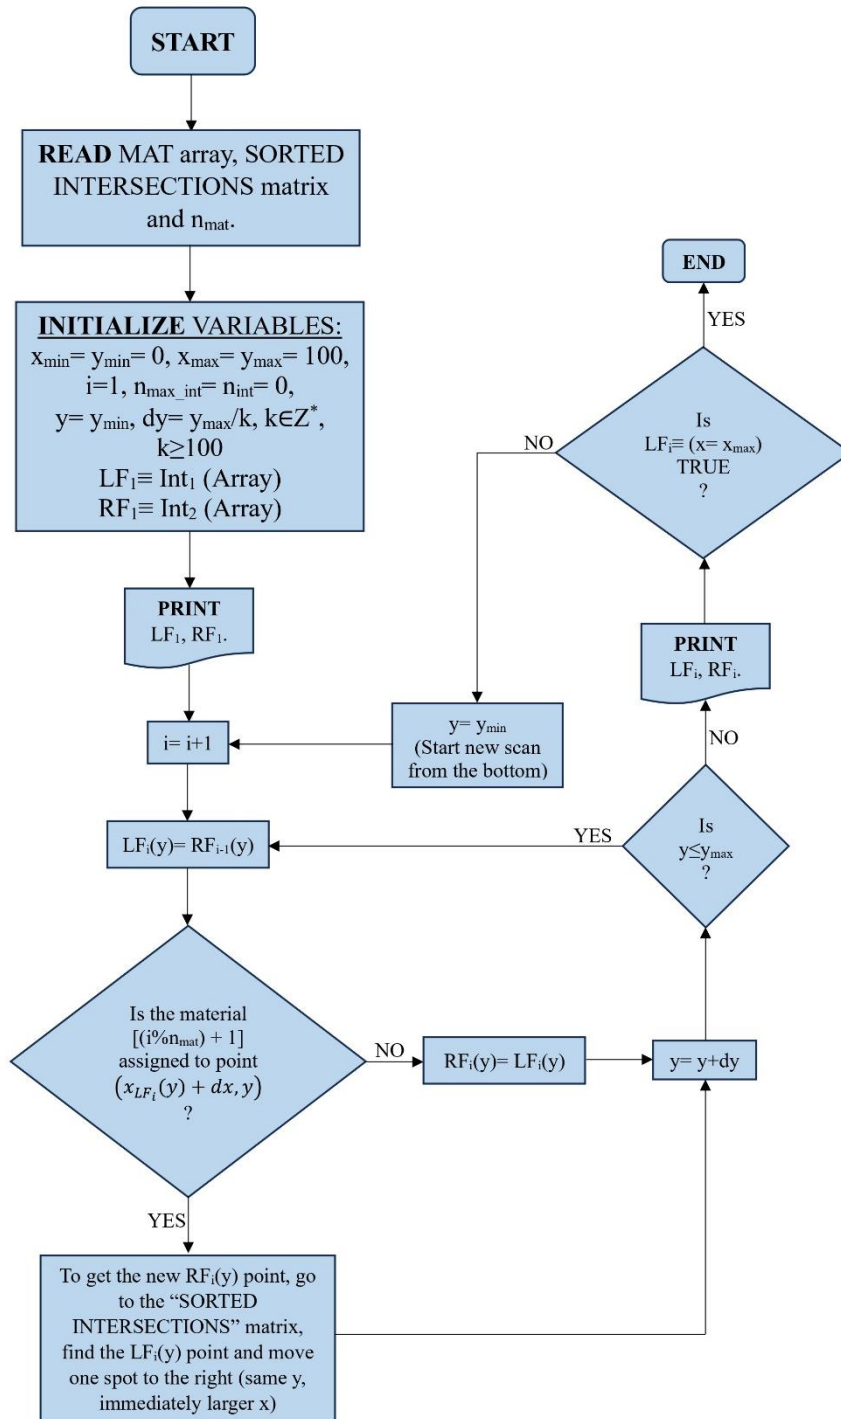 START
READ MAT array, SORTED
INTERSECTIONS matrix
and nmat.
INITIALIZE VARIABLES:
xmin= ymin= 0, xmax= ymax= 100,
i=1, nmax_int= nint= 0,
y= ymin, dy= ymax/k, k∈Z*,
k≥100
LF1≡ Int1 (Array)
RF1≡ Int2 (Array)
PRINT
LF1, RF1.
i= i+1
LFi(y)= RFi-1(y)
Is the material
[(i%nmat) + 1]
assigned to point
(xLFi(y) + dx, y)
?
NO
RFi(y)= LFi(y)
YES
To get the new RFi(y) point, go
to the “SORTED
INTERSECTIONS” matrix,
find the LFi(y) point and move
one spot to the right (same y,
immediately larger x)
y= y+dy
Is
y≤ymax
?
YES
NO
PRINT
LFi, RFi.
Is
LFi≡ (x= xmax)
TRUE
?
NO
y= ymin
(Start new scan
from the bottom)
YES
END